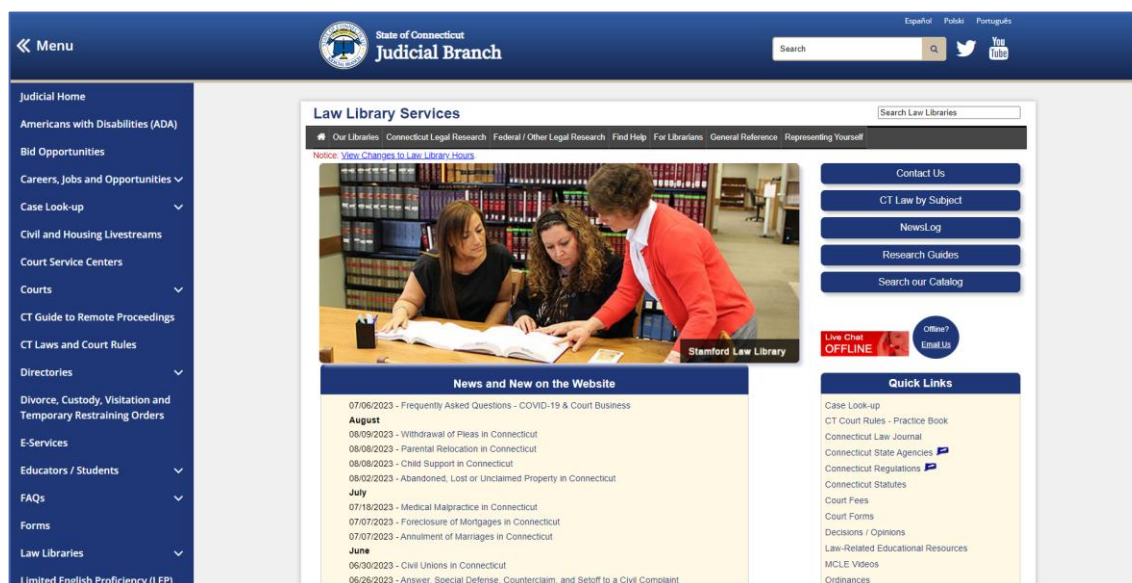 Español Polski Português
Menu
State of Connecticut
Judicial Branch
Search
You
Tube
Judicial Home
Americans with Disabilities (ADA)
Bid Opportunities
Careers, Jobs and Opportunities
Case Look-up
Civil and Housing Livestreams
Court Service Centers
Courts
CT Guide to Remote Proceedings
CT Laws and Court Rules
Directories
Divorce, Custody, Visitation and
Temporary Restraining Orders
E-Services
Educators / Students
FAQs
Forms
Law Libraries
Limited English Proficiency (LEP)
Law Library Services
Search Law Libraries
Our Libraries Connecticut Legal Research Federal / Other Legal Research Find Help For Librarians General Reference Representing Yourself
Notice: View Changes to Law Library Hours.
Stamford Law Library
Contact Us
CT Law by Subject
NewsLog
Research Guides
Search our Catalog
Live Chat
OFFLINE
Offline?
Email Us
News and New on the Website
07/06/2023 - Frequently Asked Questions - COVID-19 & Court Business
August
08/09/2023 - Withdrawal of Pleas in Connecticut
08/08/2023 - Parental Relocation in Connecticut
08/08/2023 - Child Support in Connecticut
08/02/2023 - Abandoned, Lost or Unclaimed Property in Connecticut
July
07/18/2023 - Medical Malpractice in Connecticut
07/07/2023 - Foreclosure of Mortgages in Connecticut
07/07/2023 - Annulment of Marriages in Connecticut
June
06/30/2023 - Civil Unions in Connecticut
06/26/2023 - Answer, Special Defense, Counterclaim, and Setoff to a Civil Complaint
Quick Links
Case Look-up
CT Court Rules - Practice Book
Connecticut Law Journal
Connecticut State Agencies
Connecticut Regulations
Connecticut Statutes
Court Fees
Court Forms
Decisions / Opinions
Law-Related Educational Resources
MCLE Videos
Ordinances